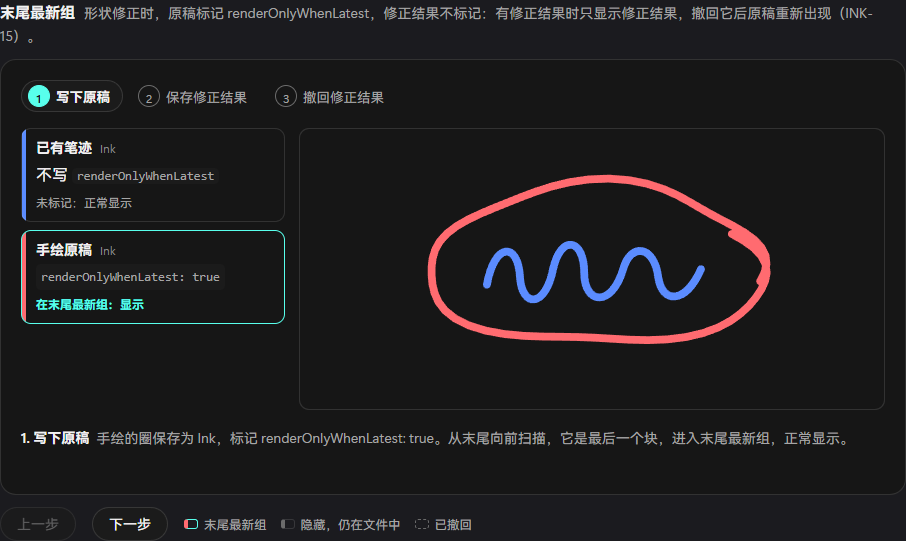 末尾最新组 形状修正时，原稿标记 renderOnlyWhenLatest，修正结果不标记：有修正结果时只显示修正结果，撤回它后原稿重新出现（INK-
15）。
1 写下原稿 2 保存修正结果 3 撤回修正结果
已有笔迹 Ink
不写 renderOnlyWhenLatest
未标记：正常显示
手绘原稿 Ink
renderOnlyWhenLatest: true
在末尾最新组：显示
1. 写下原稿 手绘的圈保存为 Ink，标记 renderOnlyWhenLatest: true。从末尾向前扫描，它是最后一个块，进入末尾最新组，正常显示。
上一步 下一步 末尾最新组 隐藏，仍在文件中 已撤回